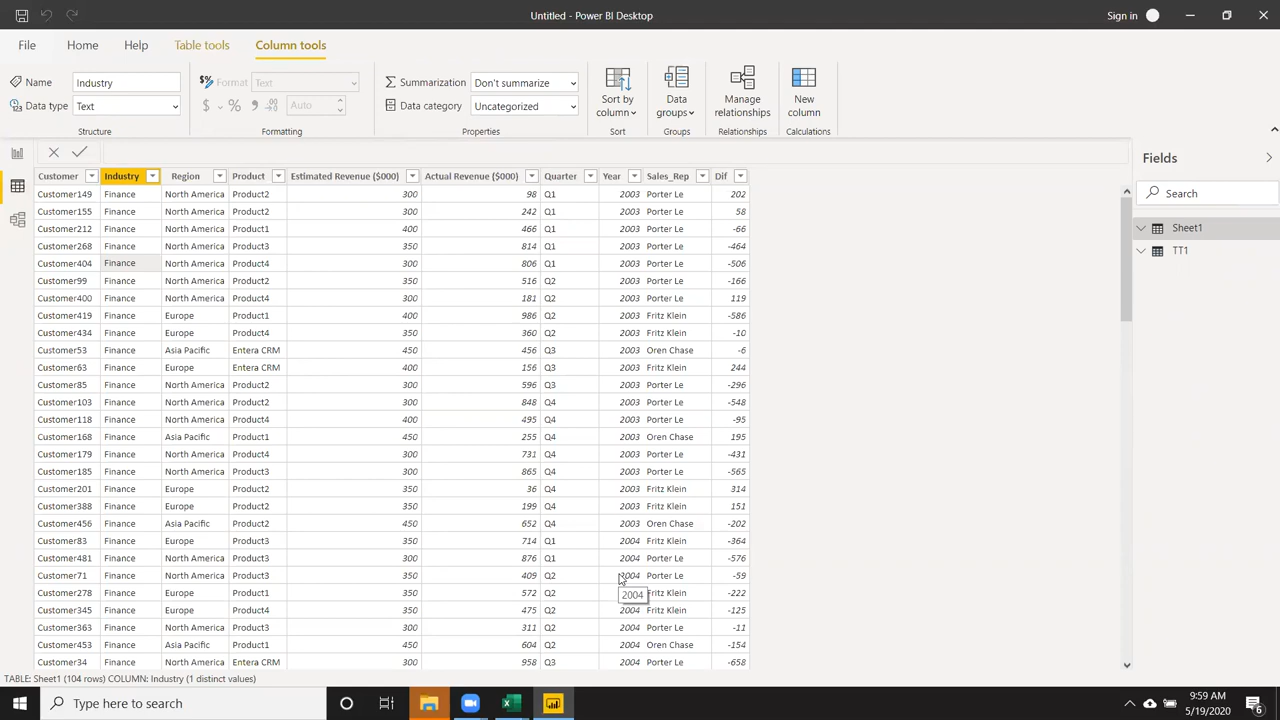 Untitled - Power BI Desktop
Sign in
File Home Help Table tools Column tools
Name Industry
Format Text
Summarization Don't summarize
Data type Text
$ % Auto
Data category Uncategorized
Sort by column
Data groups
Manage relationships
New column
Structure Formatting Properties Sort Groups Relationships Calculations
Customer Industry Region Product Estimated Revenue ($000) Actual Revenue ($000) Quarter Year Sales_Rep Dif
Customer149 Finance North America Product2 300 98 Q1 2003 Porter Le 202
Customer155 Finance North America Product2 300 242 Q1 2003 Porter Le 58
Customer212 Finance North America Product1 400 466 Q1 2003 Porter Le -66
Customer268 Finance North America Product3 350 814 Q1 2003 Porter Le -464
Customer404 Finance North America Product4 300 806 Q1 2003 Porter Le -506
Customer99 Finance North America Product2 350 516 Q2 2003 Porter Le -166
Customer400 Finance North America Product4 300 181 Q2 2003 Porter Le 119
Customer419 Finance Europe Product1 400 986 Q2 2003 Fritz Klein -586
Customer434 Finance Europe Product4 350 360 Q2 2003 Fritz Klein -10
Customer53 Finance Asia Pacific Entera CRM 450 456 Q3 2003 Oren Chase -6
Customer63 Finance Europe Entera CRM 400 156 Q3 2003 Fritz Klein 244
Customer85 Finance North America Product2 300 596 Q3 2003 Porter Le -296
Customer103 Finance North America Product2 300 848 Q4 2003 Porter Le -548
Customer118 Finance North America Product4 400 495 Q4 2003 Porter Le -95
Customer168 Finance Asia Pacific Product1 450 255 Q4 2003 Oren Chase 195
Customer179 Finance North America Product4 300 731 Q4 2003 Porter Le -431
Customer185 Finance North America Product3 300 865 Q4 2003 Porter Le -565
Customer201 Finance Europe Product2 350 36 Q4 2003 Fritz Klein 314
Customer388 Finance Europe Product2 350 199 Q4 2003 Fritz Klein 151
Customer456 Finance Asia Pacific Product2 450 652 Q4 2003 Oren Chase -202
Customer83 Finance Europe Product3 350 714 Q1 2004 Fritz Klein -364
Customer481 Finance North America Product3 300 876 Q1 2004 Porter Le -576
Customer71 Finance North America Product3 350 409 Q2 2004 Porter Le -59
Customer278 Finance Europe Product1 350 572 Q2 2004 Fritz Klein -222
Customer345 Finance Europe Product4 350 475 Q2 2004 Fritz Klein -125
Customer363 Finance North America Product3 300 311 Q2 2004 Porter Le -11
Customer453 Finance Asia Pacific Product1 450 604 Q2 2004 Oren Chase -154
Customer34 Finance North America Entera CRM 300 958 Q3 2004 Porter Le -658
TABLE: Sheet1 (104 rows) COLUMN: Industry (1 distinct values)
Fields
Search
Sheet1
TT1
Type here to search
9:59 AM
5/19/2020
6